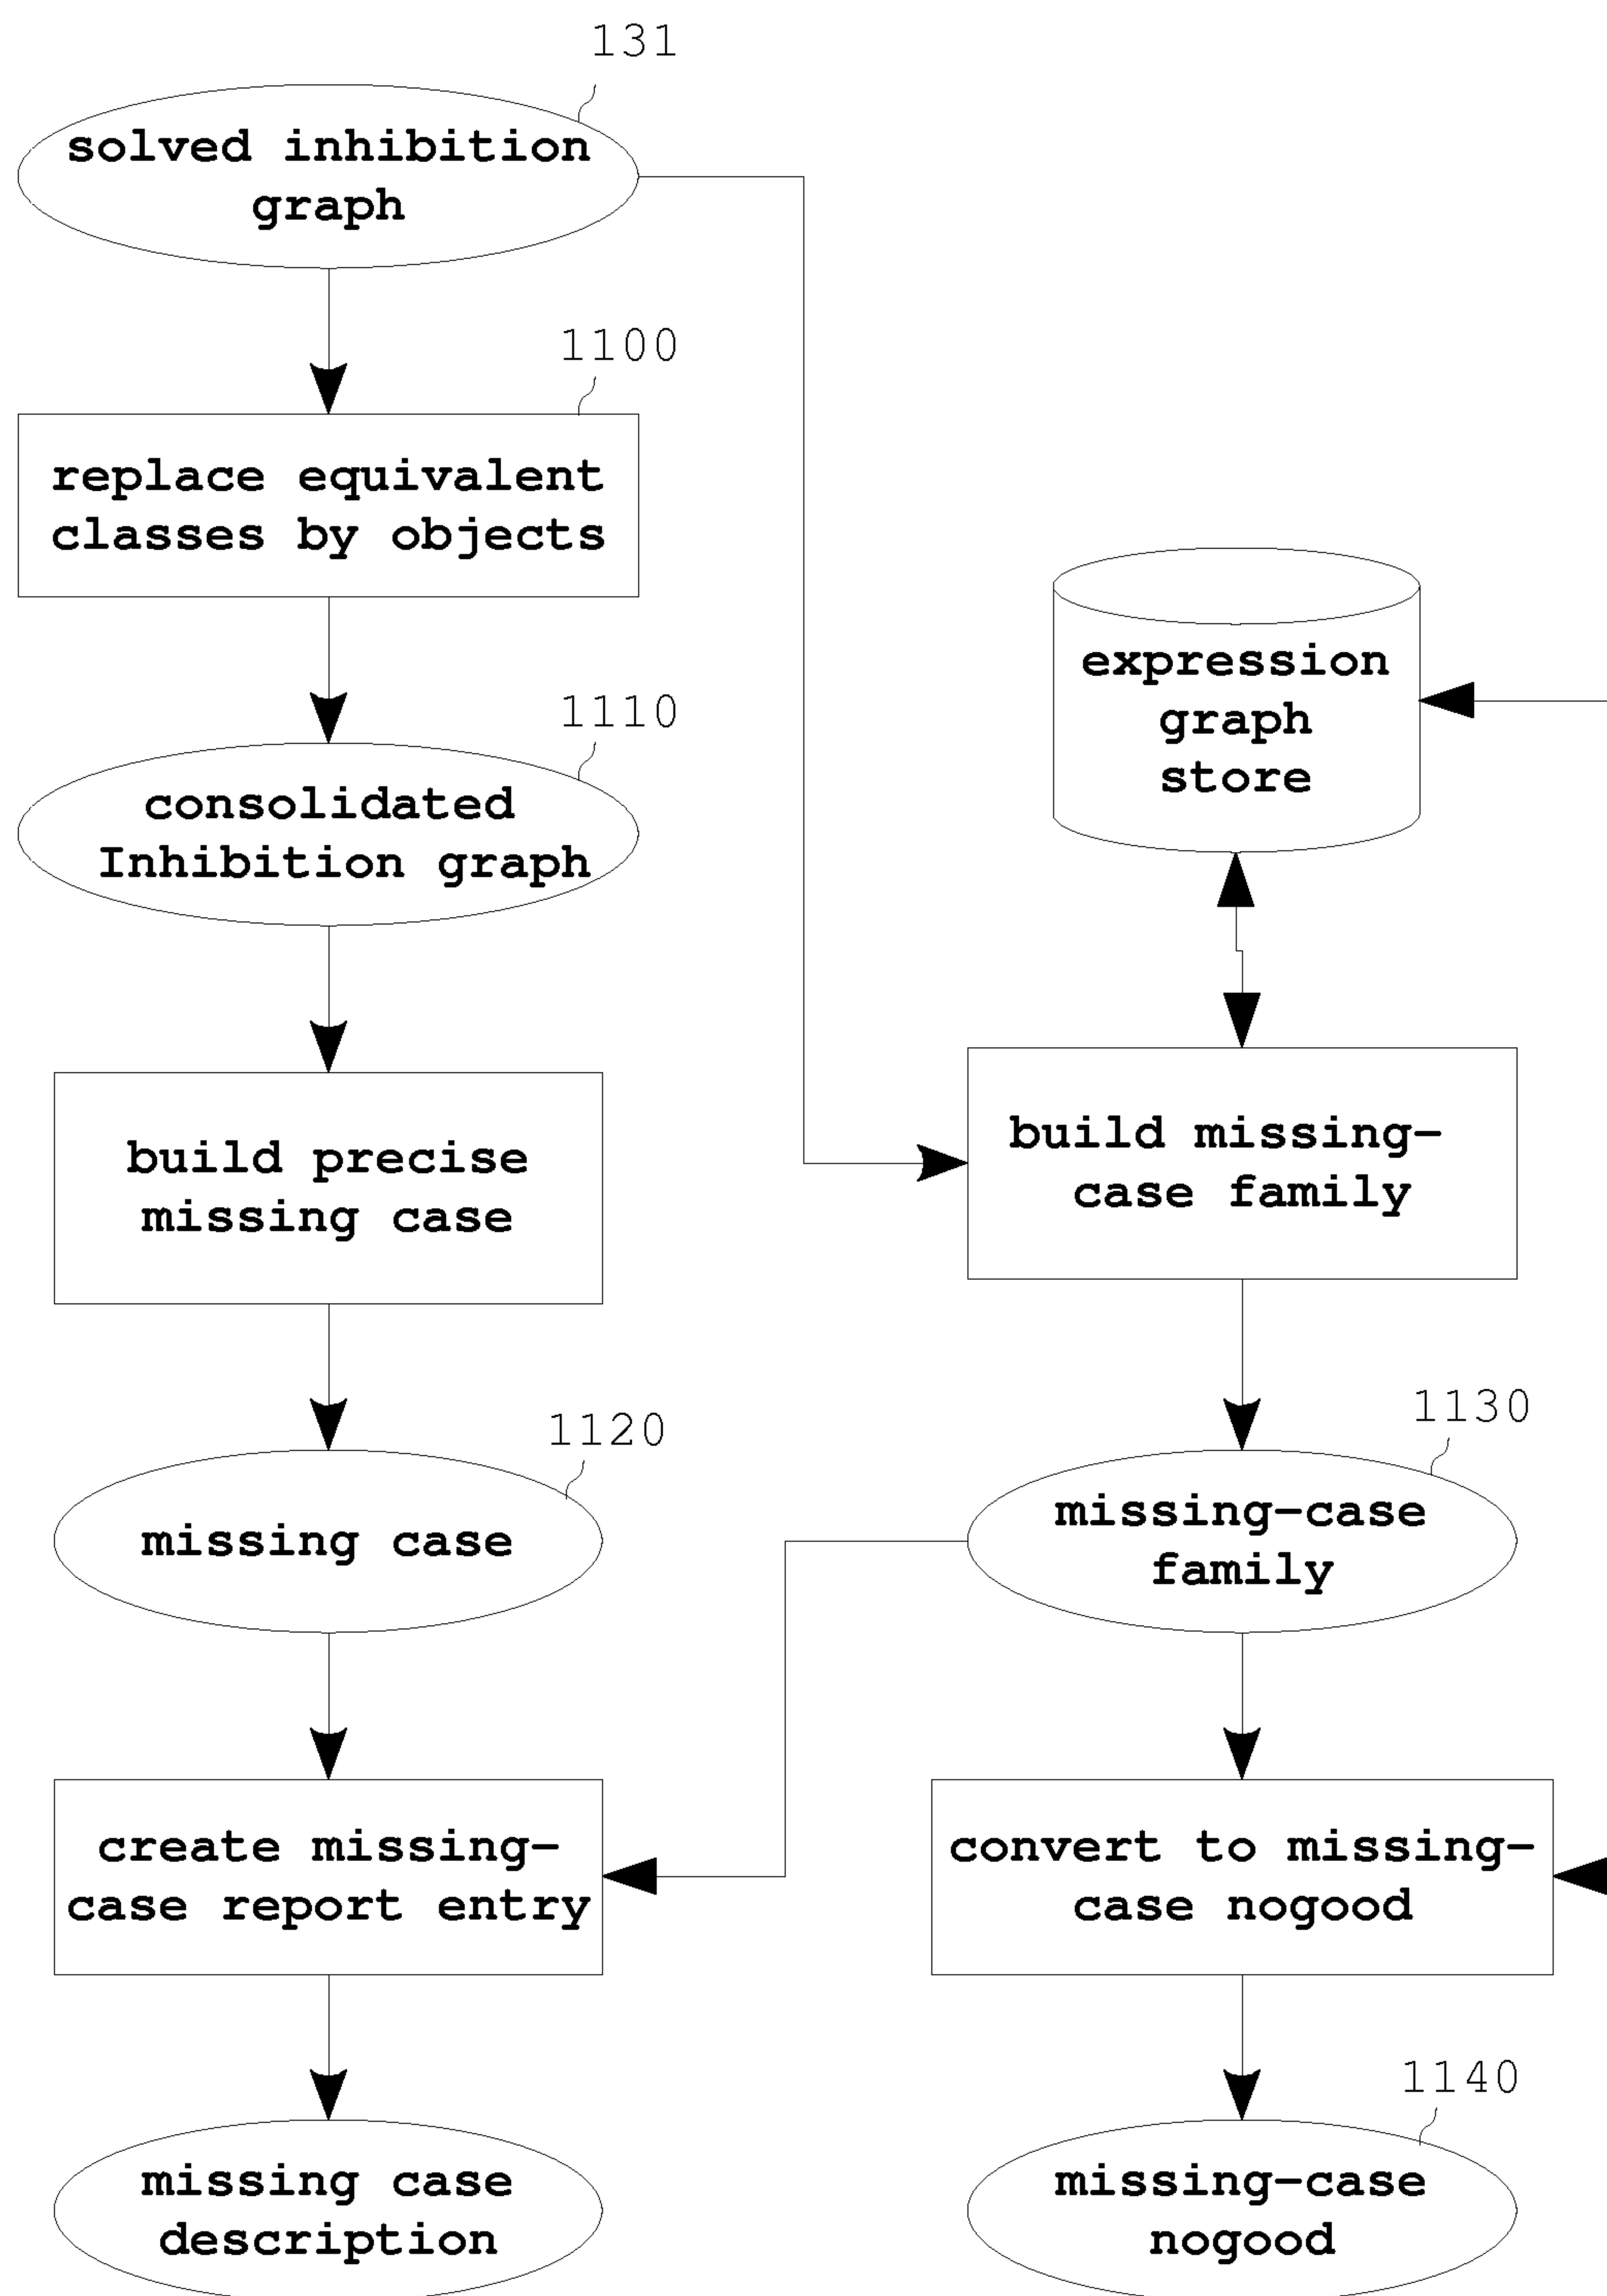 131
solved inhibition
graph
1100
replace equivalent
classes by objects
1110
consolidated
Inhibition graph
expression
graph
store
build precise
missing case
build missing-
case family
1120
missing case
1130
missing-case
family
create missing-
case report entry
convert to missing-
case nogood
missing case
description
1140
missing-case
nogood